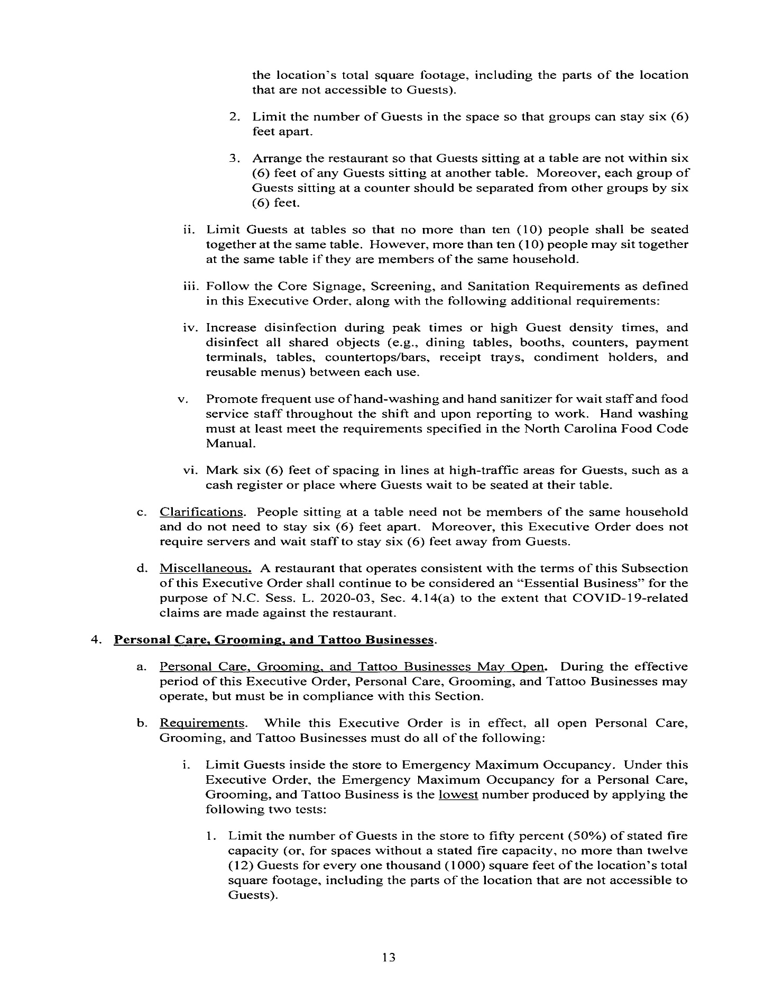 the location's total square footage, including the parts of the location
that are not accessible to Guests).
2. Limit the number of Guests in the space so that groups can stay six (6)
feet apart.
3. Arrange the restaurant so that Guests sitting at a table are not within six
(6) feet of any Guests sitting at another table. Moreover, each group of
Guests sitting at a counter should be separated from other groups by six
(6) feet.
ii. Limit Guests at tables so that no more than ten (10) people shall be seated
together at the same table. However, more than ten (10) people may sit together
at the same table if they are members of the same household.
iii. Follow the Core Signage, Screening, and Sanitation Requirements as defined
in this Executive Order, along with the following additional requirements:
iv. Increase disinfection during peak times or high Guest density times, and
disinfect all shared objects (e.g., dining tables, booths, counters, payment
terminals, tables, countertops/bars, receipt trays, condiment holders, and
reusable menus) between each use.
v. Promote frequent use of hand-washing and hand sanitizer for wait staff and food
service staff throughout the shift and upon reporting to work. Hand washing
must at least meet the requirements specified in the North Carolina Food Code
Manual.
vi. Mark six (6) feet of spacing in lines at high-traffic areas for Guests, such as a
cash register or place where Guests wait to be seated at their table.
c. Clarifications. People sitting at a table need not be members of the same household
and do not need to stay six (6) feet apart. Moreover, this Executive Order does not
require servers and wait staff to stay six (6) feet away from Guests.
d. Miscellaneous. A restaurant that operates consistent with the terms of this Subsection
of this Executive Order shall continue to be considered an “Essential Business” for the
purpose of N.C. Sess. L. 2020-03, Sec. 4.14(a) to the extent that COVID-19-related
claims are made against the restaurant.
4. Personal Care, Grooming, and Tattoo Businesses.
a. Personal Care, Grooming, and Tattoo Businesses May Open. During the effective
period of this Executive Order, Personal Care, Grooming, and Tattoo Businesses may
operate, but must be in compliance with this Section.
b. Requirements. While this Executive Order is in effect, all open Personal Care,
Grooming, and Tattoo Businesses must do all of the following:
i. Limit Guests inside the store to Emergency Maximum Occupancy. Under this
Executive Order, the Emergency Maximum Occupancy for a Personal Care,
Grooming, and Tattoo Business is the lowest number produced by applying the
following two tests:
1. Limit the number of Guests in the store to fifty percent (50%) of stated fire
capacity (or, for spaces without a stated fire capacity, no more than twelve
(12) Guests for every one thousand (1000) square feet of the location's total
square footage, including the parts of the location that are not accessible to
Guests).
13